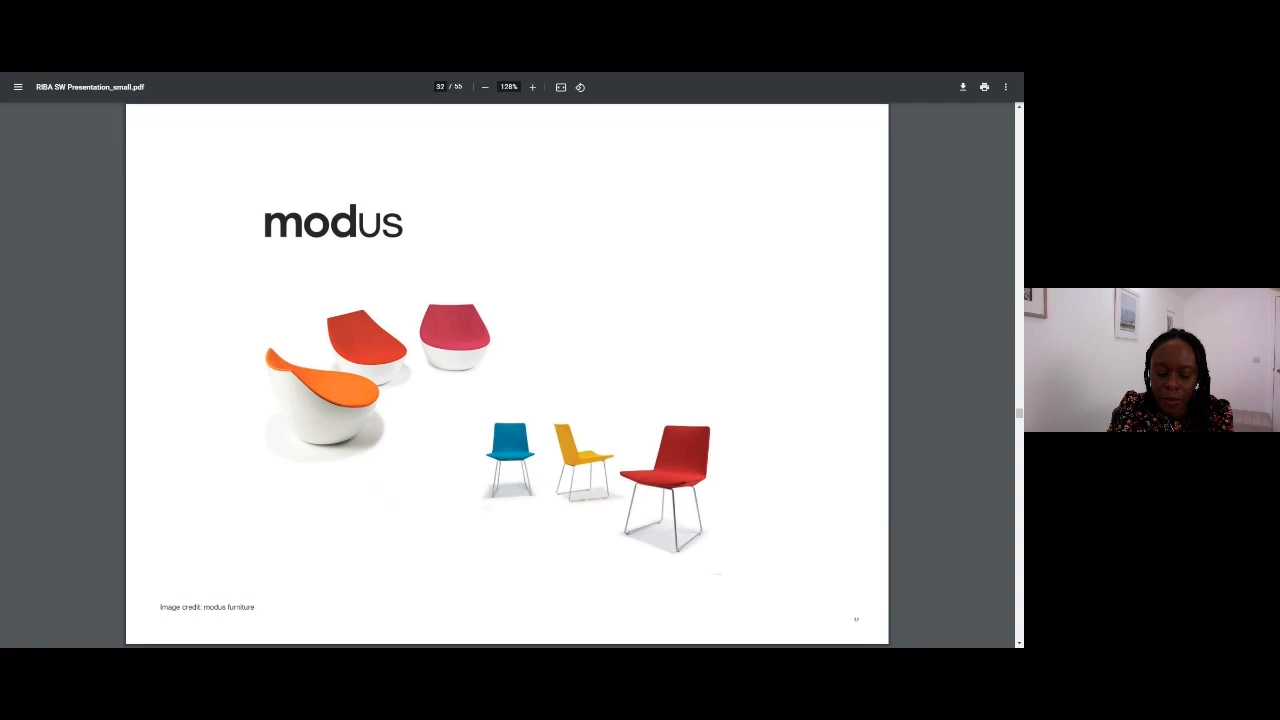 RIBA SW Presentation_small.pdf
32 / 55
128%
modus
Image credit: modus furniture